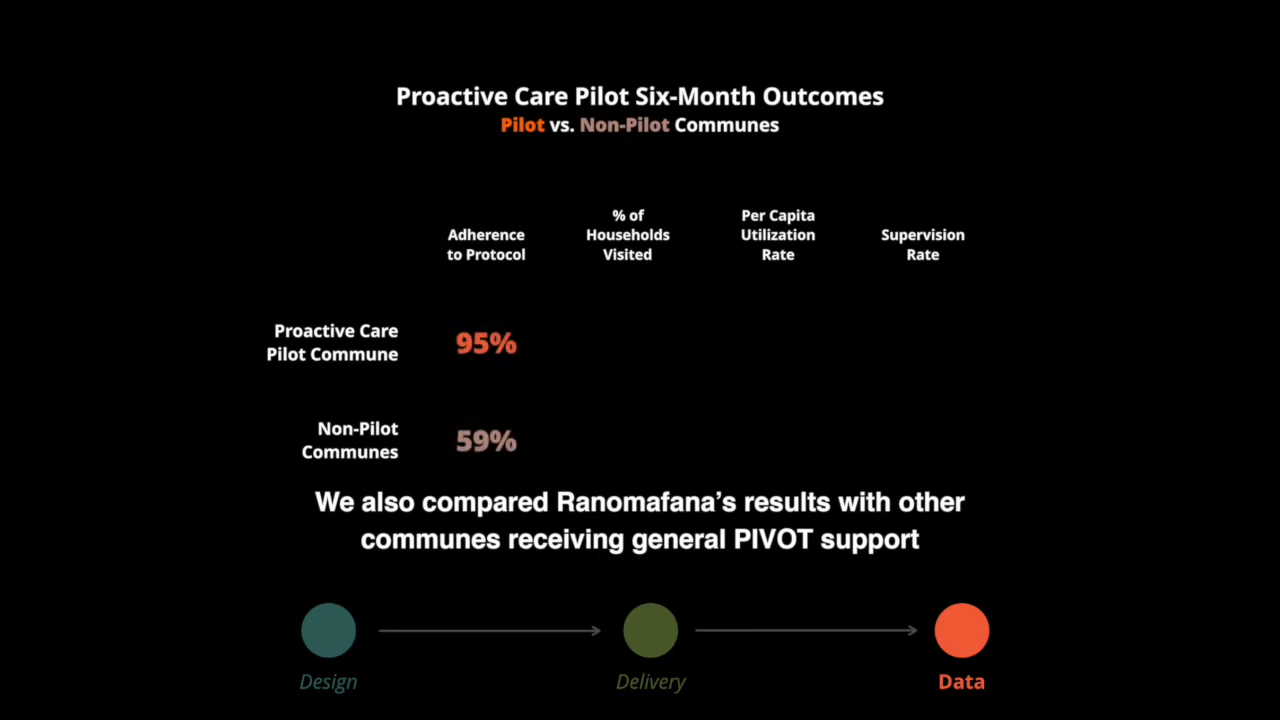 Proactive Care Pilot Six-Month Outcomes
Pilot vs. Non-Pilot Communes
Adherence
to Protocol
% of
Households
Visited
Per Capita
Utilization
Rate
Supervision
Rate
Proactive Care
Pilot Commune
95%
Non-Pilot
Communes
59%
We also compared Ranomafana’s results with other
communes receiving general PIVOT support
Design
Delivery
Data